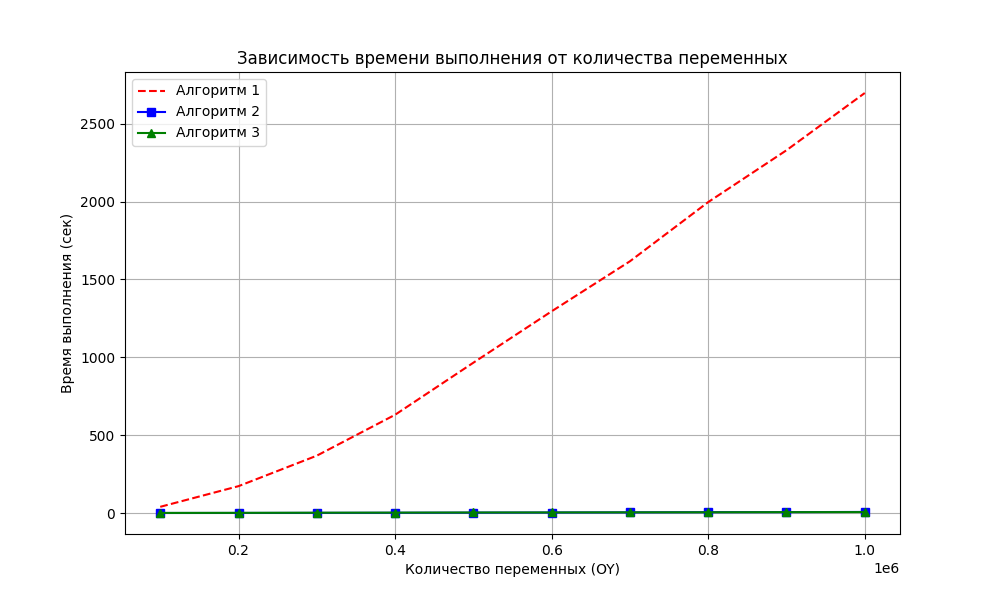 Зависимость времени выполнения от количества переменных
Алгоритм 1
Алгоритм 2
Алгоритм 3
Время выполнения (сек)
2500
2000
1500
1000
500
0
0.2 0.4 0.6 0.8 1.0
1e6
Количество переменных (OY)